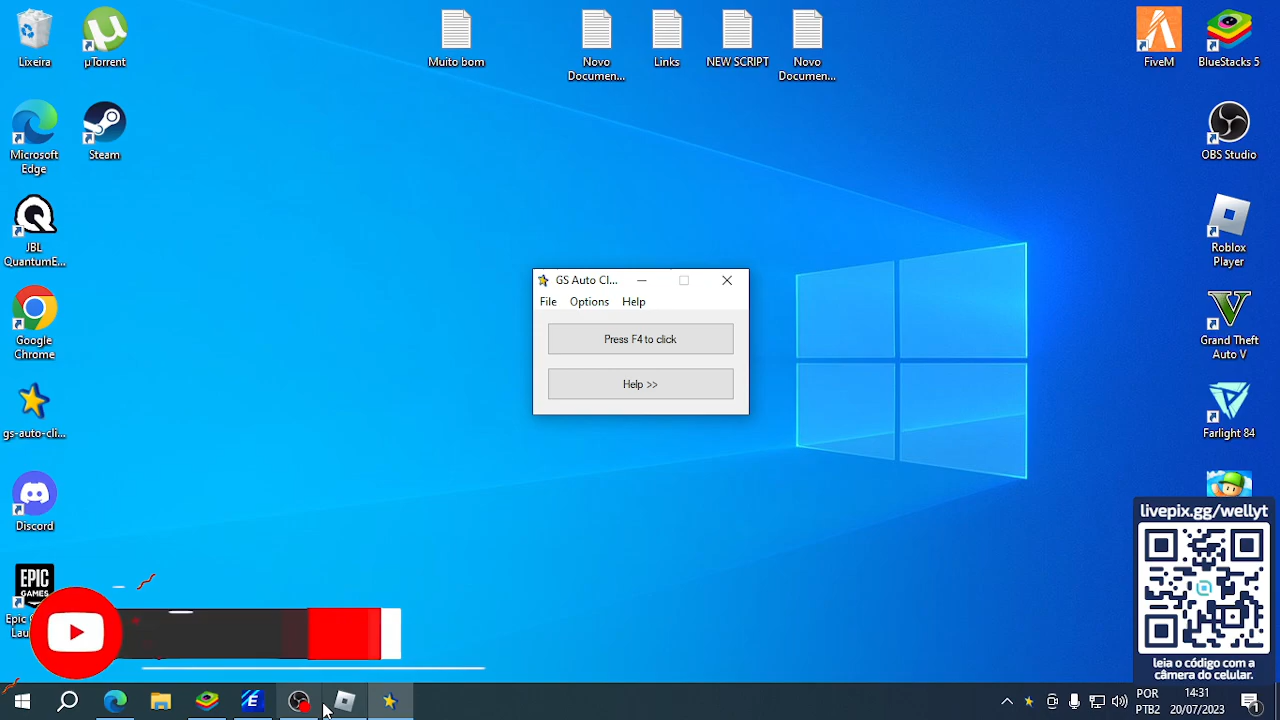 Lixeira
µTorrent
Muito bom
Novo
Documen...
Links
NEW SCRIPT
Novo
Documen...
FiveM
BlueStacks 5
Microsoft
Edge
Steam
OBS Studio
JBL
QuantumE...
Roblox
Player
GS Auto Cl...
File Options Help
Press F4 to click
Help >>
Google
Chrome
Grand Theft
Auto V
gs-auto-cli...
Farlight 84
Discord
EPIC
GAMES
livepix.gg/wellyt
leia o código com a
câmera do celular.
POR
PTB2
14:31
20/07/2023
1